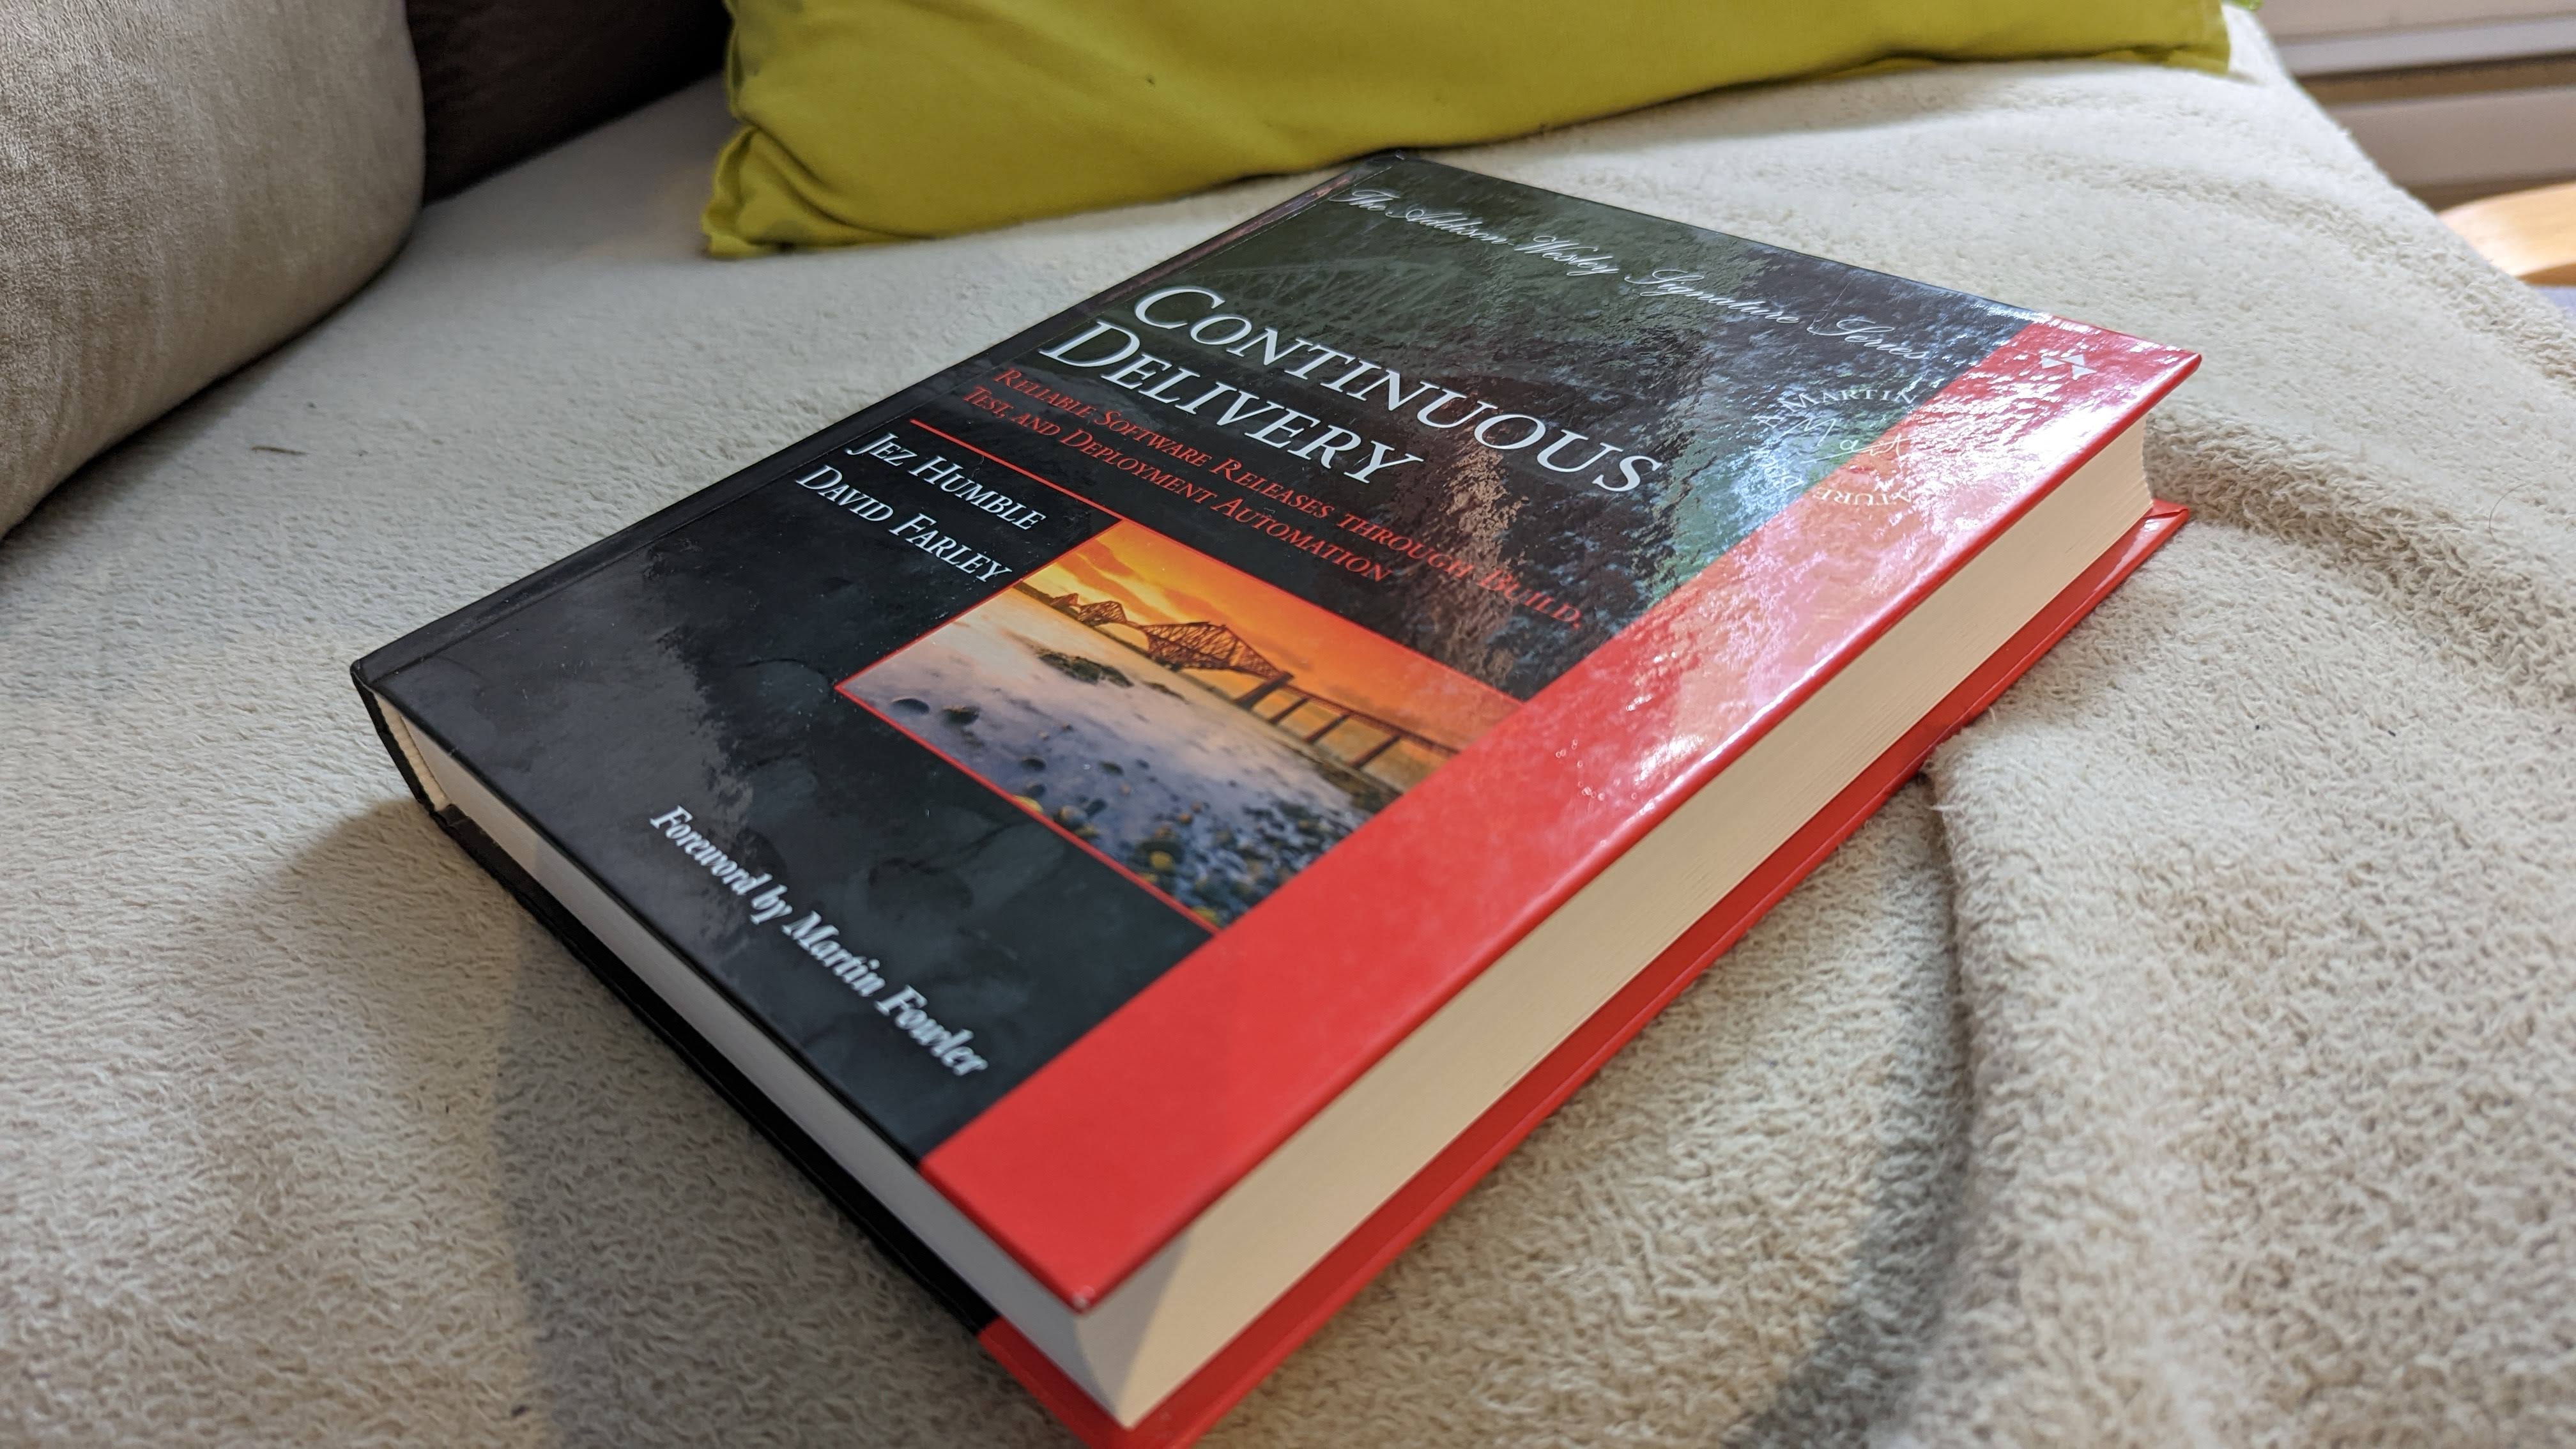 The Addison Wesley Signature Series
CONTINUOUS
DELIVERY
RELIABLE SOFTWARE RELEASES THROUGH BUILD,
TEST, AND DEPLOYMENT AUTOMATION
JEZ HUMBLE
DAVID FARLEY
A MARTIN
Foreword by Martin Fowler